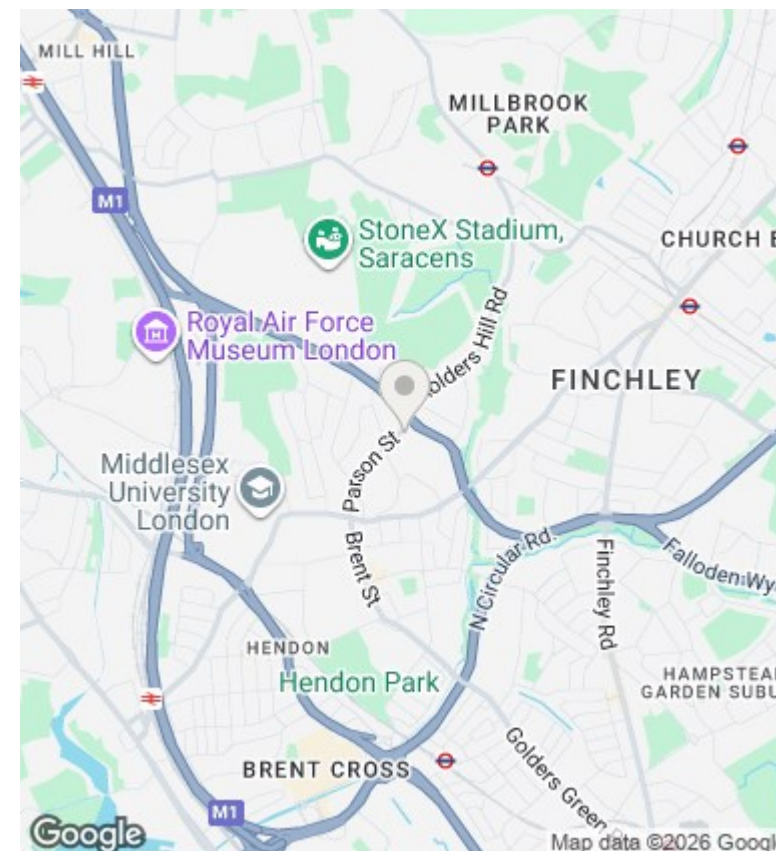 MILL HILL
MILLBROOK
PARK
M1
StoneX Stadium,
Saracens
CHURCH E
Royal Air Force
Museum London
olders Hill Rd
FINCHLEY
Parson St
Middlesex
University
London
Brent St
N Circular Rd.
Finchley Rd
Falloden Wy
HENDON
Hendon Park
HAMPSTEA
GARDEN SUBU
BRENT CROSS
Golders Green
M1
Google
Map data ©2026 Googl